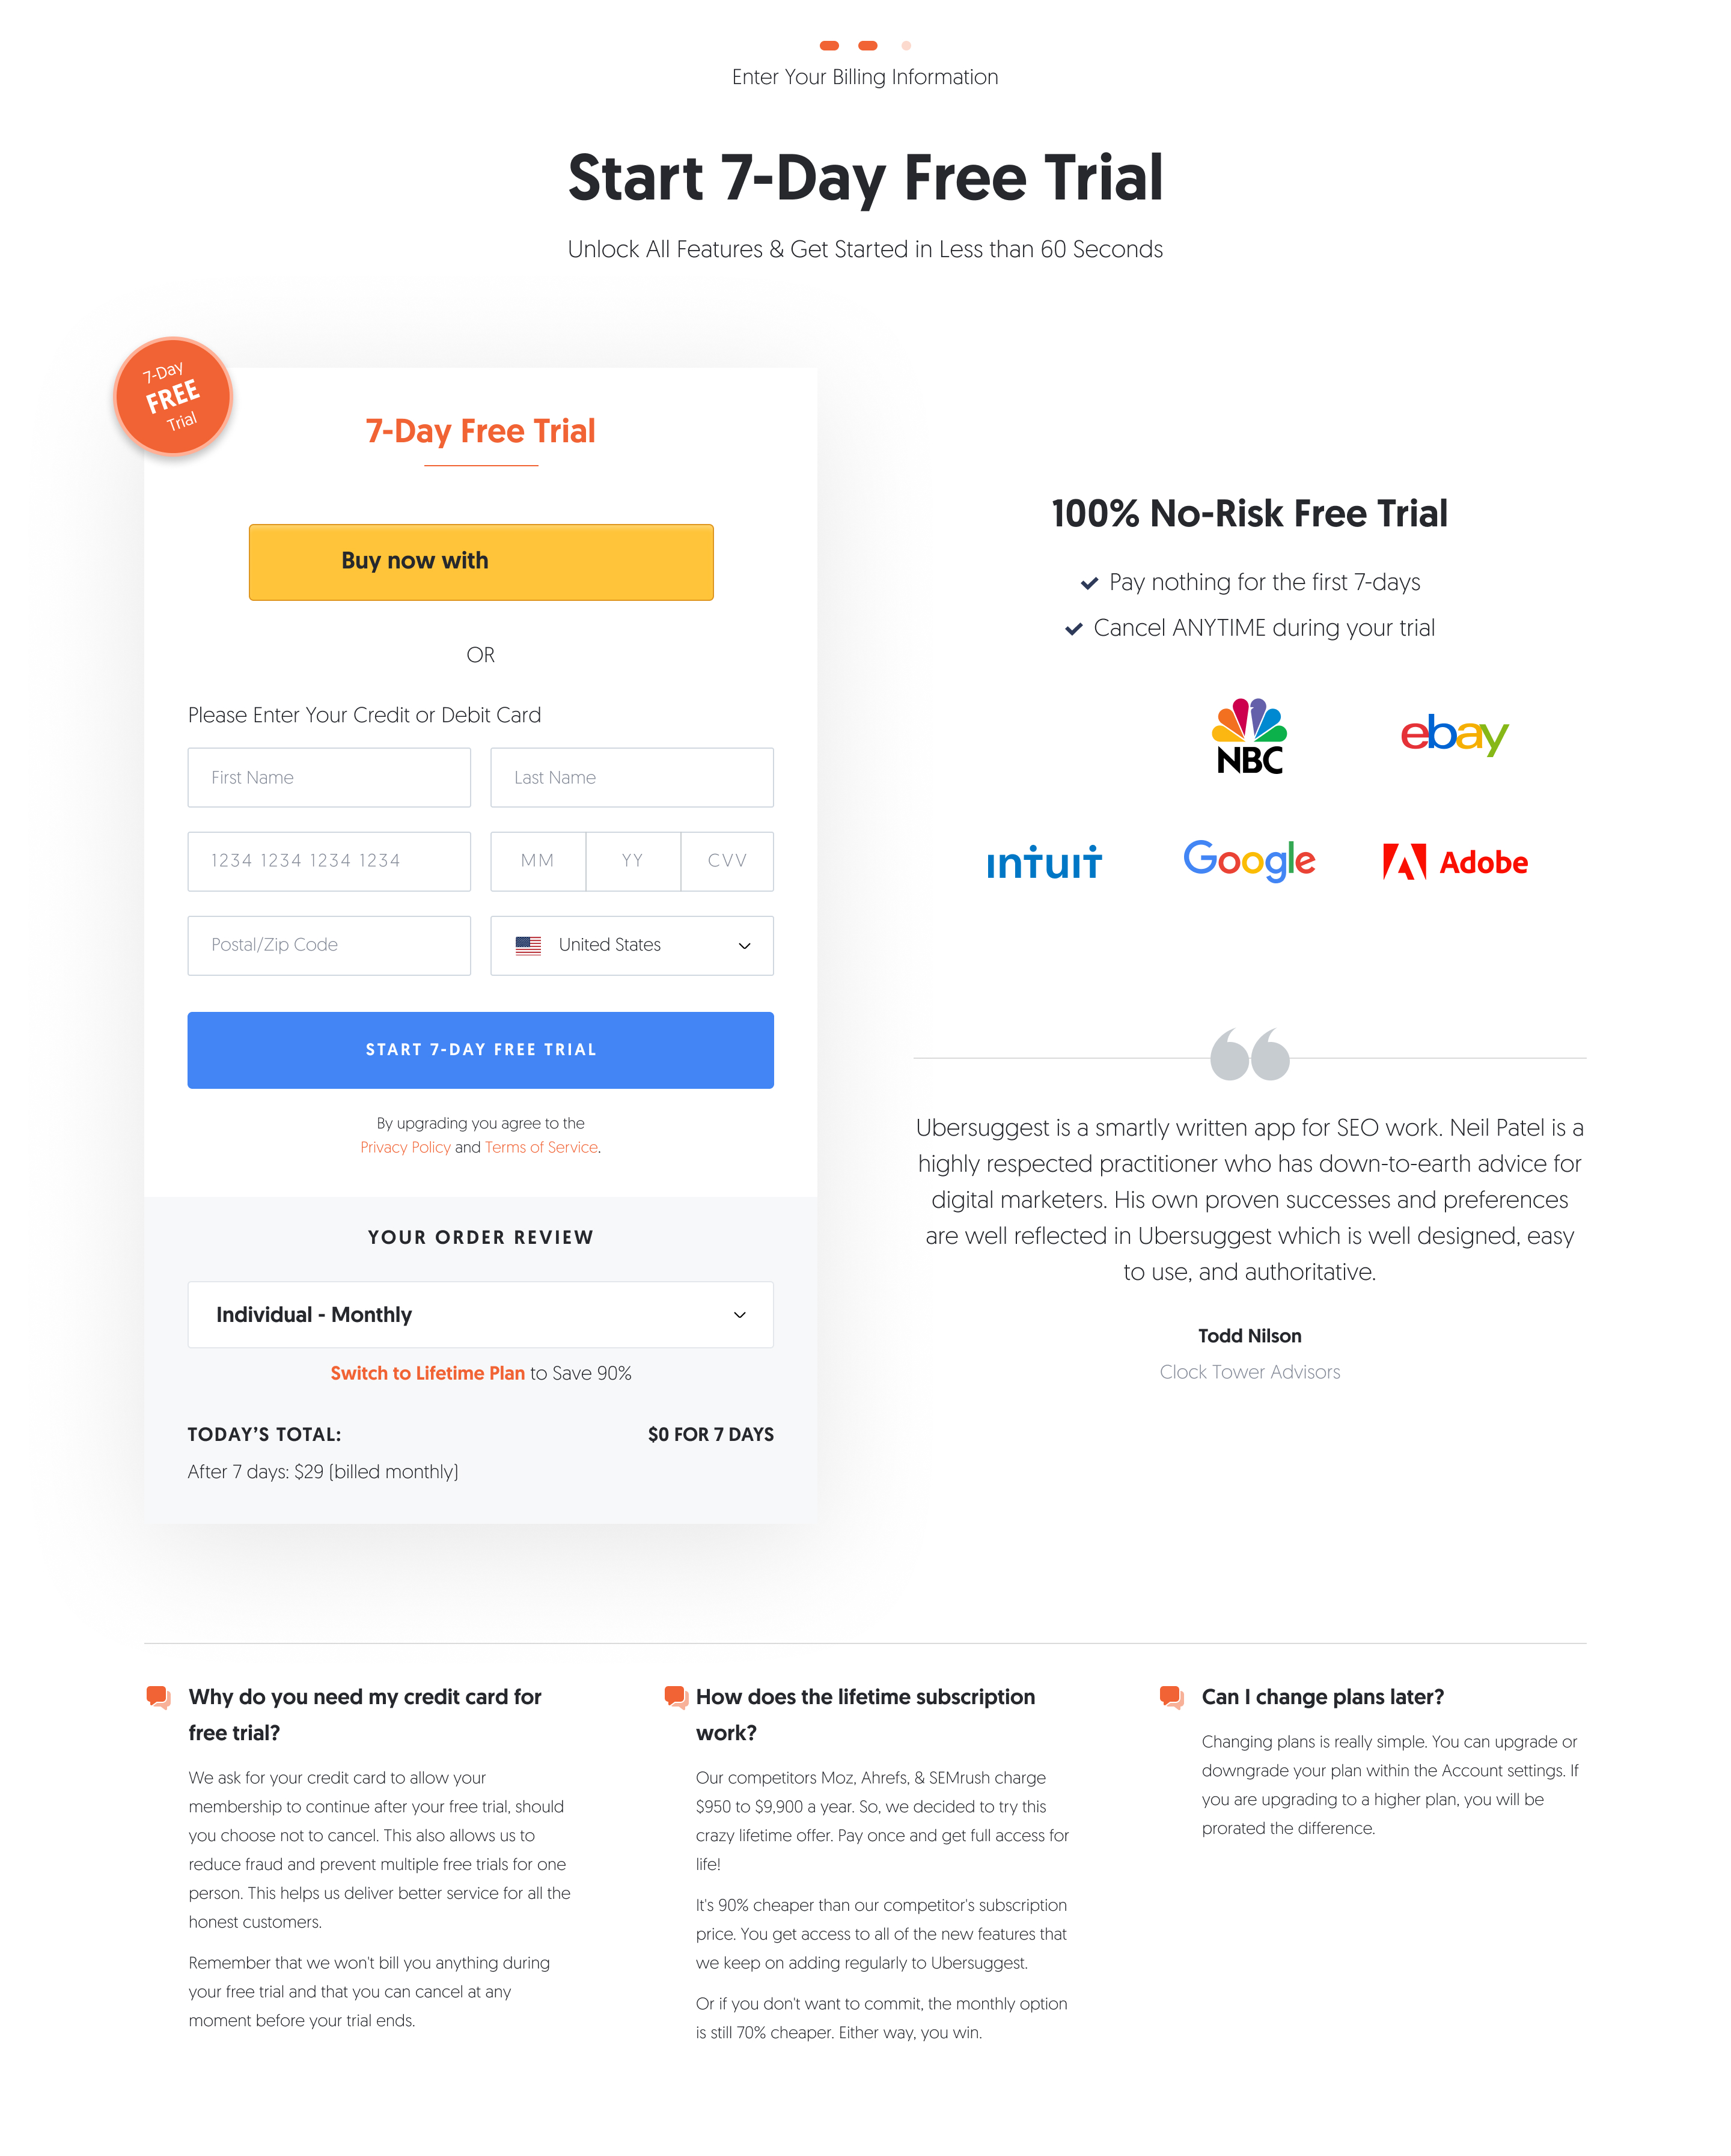 Enter Your Billing Information
Start 7-Day Free Trial
Unlock All Features & Get Started in Less than 60 Seconds
7-Day
FREE
Trial
7-Day Free Trial
Buy now with
OR
Please Enter Your Credit or Debit Card
First Name
Last Name
1234 1234 1234 1234
MM
YY
CVV
Postal/Zip Code
United States
START 7-DAY FREE TRIAL
By upgrading you agree to the
Privacy Policy and Terms of Service.
YOUR ORDER REVIEW
Individual - Monthly
Switch to Lifetime Plan to Save 90%
TODAY’S TOTAL:
$0 FOR 7 DAYS
After 7 days: $29 (billed monthly)
100% No-Risk Free Trial
Pay nothing for the first 7-days
Cancel ANYTIME during your trial
NBC
ebay
intuit
Google
Adobe
Ubersuggest is a smartly written app for SEO work. Neil Patel is a
highly respected practitioner who has down-to-earth advice for
digital marketers. His own proven successes and preferences
are well reflected in Ubersuggest which is well designed, easy
to use, and authoritative.
Todd Nilson
Clock Tower Advisors
Why do you need my credit card for
free trial?
We ask for your credit card to allow your
membership to continue after your free trial, should
you choose not to cancel. This also allows us to
reduce fraud and prevent multiple free trials for one
person. This helps us deliver better service for all the
honest customers.
Remember that we won't bill you anything during
your free trial and that you can cancel at any
moment before your trial ends.
How does the lifetime subscription
work?
Our competitors Moz, Ahrefs, & SEMrush charge
$950 to $9,900 a year. So, we decided to try this
crazy lifetime offer. Pay once and get full access for
life!
It's 90% cheaper than our competitor's subscription
price. You get access to all of the new features that
we keep on adding regularly to Ubersuggest.
Or if you don't want to commit, the monthly option
is still 70% cheaper. Either way, you win.
Can I change plans later?
Changing plans is really simple. You can upgrade or
downgrade your plan within the Account settings. If
you are upgrading to a higher plan, you will be
prorated the difference.